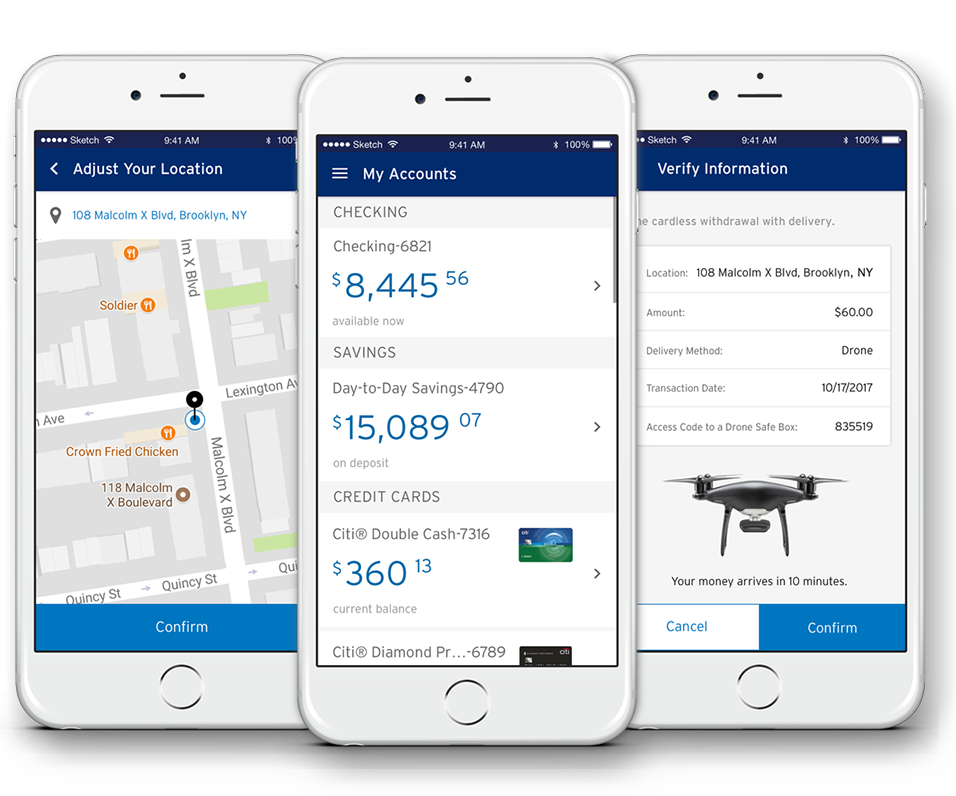 Sketch
9:41 AM
100%
Adjust Your Location
108 Malcolm X Blvd, Brooklyn, NY
lm X Blvd
Soldier
Lexington Av
n Ave
Crown Fried Chicken
118 Malcolm
X Boulevard
Malcolm X Blvd
Quincy St
Quincy St
Qui
Confirm
Sketch
9:41 AM
100%
My Accounts
CHECKING
Checking-6821
$8,445 56
available now
SAVINGS
Day-to-Day Savings-4790
$15,089 07
on deposit
CREDIT CARDS
Citi® Double Cash-7316
citi
$360 13
current balance
Citi® Diamond Pr...-6789
citi
Sketch
9:41 AM
100%
Verify Information
ne cardless withdrawal with delivery.
Location: 108 Malcolm X Blvd, Brooklyn, NY
Amount: $60.00
Delivery Method: Drone
Transaction Date: 10/17/2017
Access Code to a Drone Safe Box: 835519
Your money arrives in 10 minutes.
Cancel
Confirm